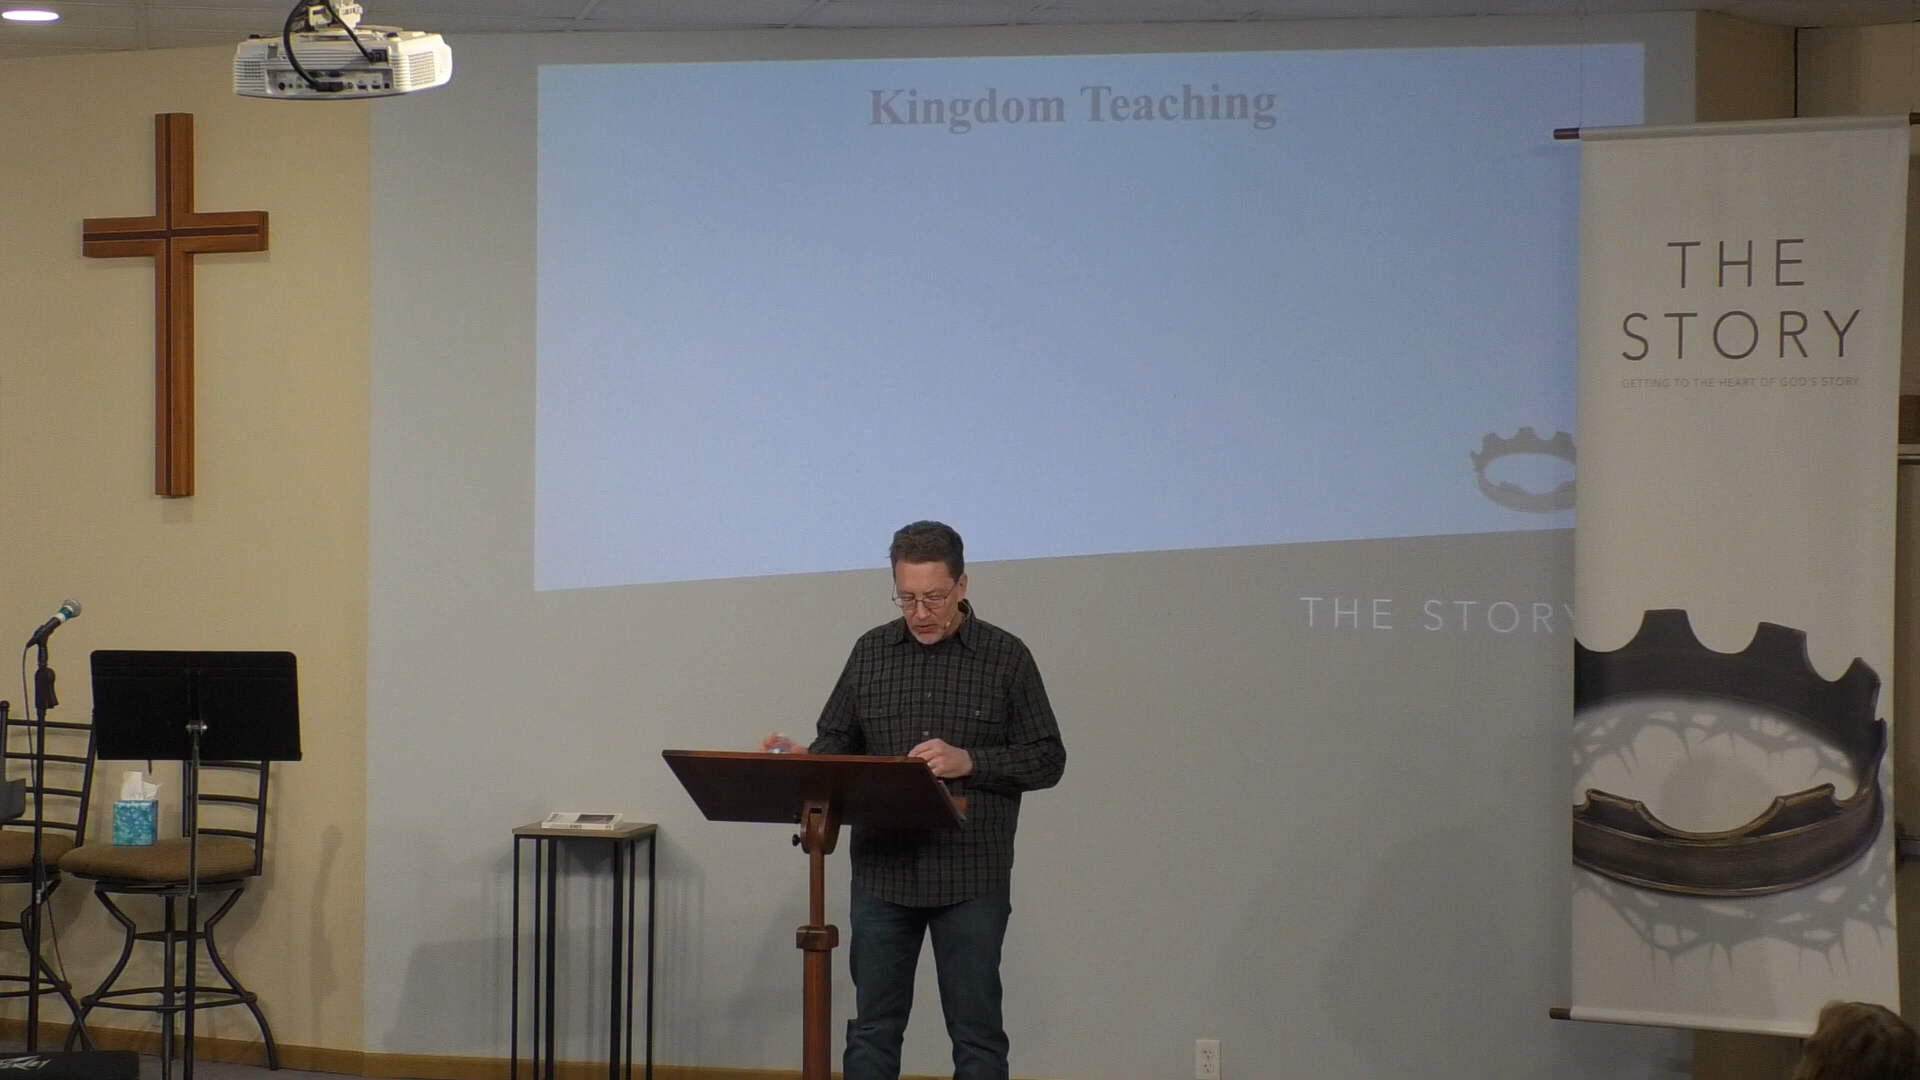 Kingdom Teaching
THE STORY
THE
STORY
GETTING TO THE HEART OF GOD'S STORY